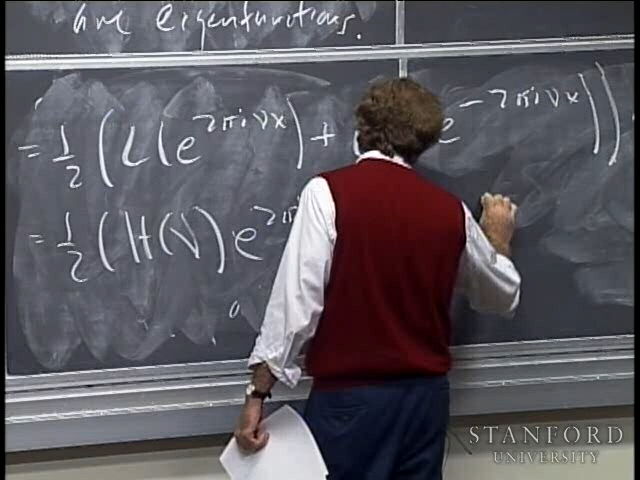 are eigenfunctions.
= 1/2 (L(e^{2πiνx}) + e^{-2πiνx}))
= 1/2 (H(ν) e^{2πi
STANFORD
UNIVERSITY